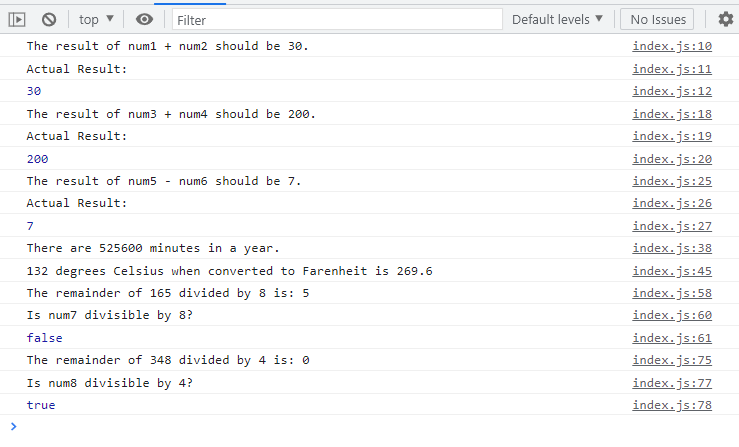 top Filter Default levels No Issues
The result of num1 + num2 should be 30. index.js:10
Actual Result: index.js:11
30 index.js:12
The result of num3 + num4 should be 200. index.js:18
Actual Result: index.js:19
200 index.js:20
The result of num5 - num6 should be 7. index.js:25
Actual Result: index.js:26
7 index.js:27
There are 525600 minutes in a year. index.js:38
132 degrees Celsius when converted to Farenheit is 269.6 index.js:45
The remainder of 165 divided by 8 is: 5 index.js:58
Is num7 divisible by 8? index.js:60
false index.js:61
The remainder of 348 divided by 4 is: 0 index.js:75
Is num8 divisible by 4? index.js:77
true index.js:78